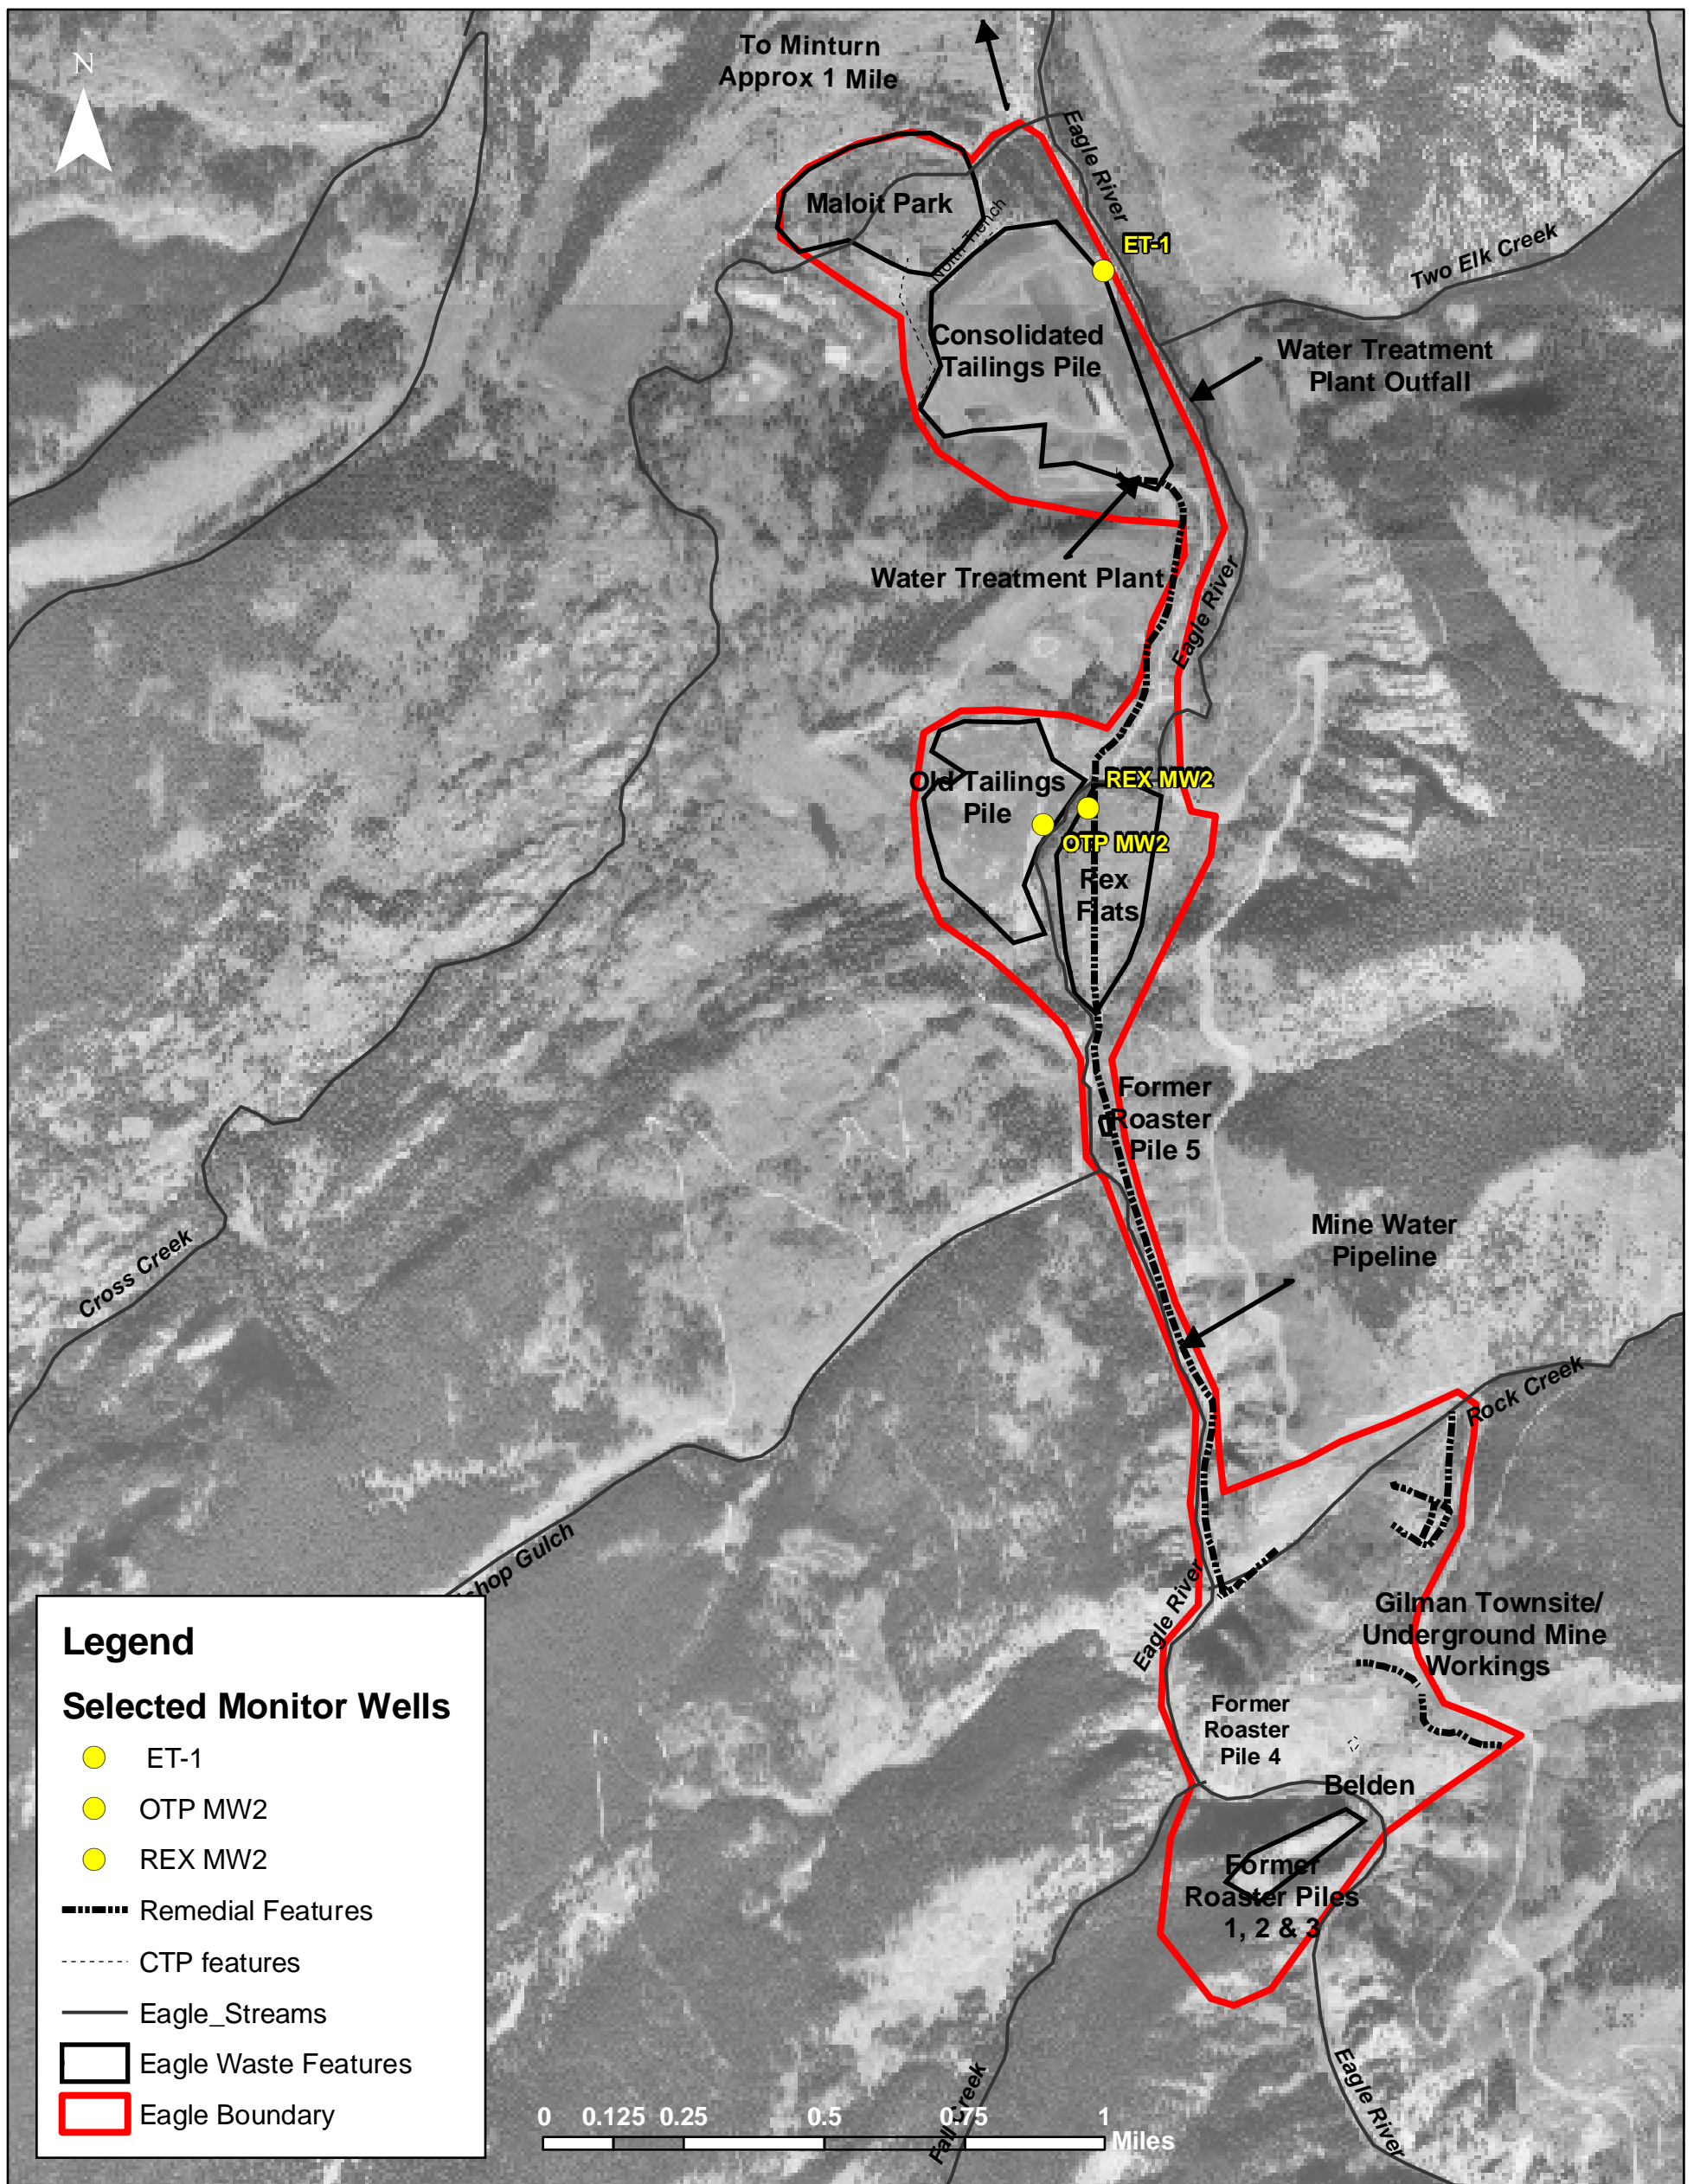 N
To Minturn
Approx 1 Mile
Eagle River
Maloit Park
North Trench
ET-1
Two Elk Creek
Consolidated
Tailings Pile
Water Treatment
Plant Outfall
Water Treatment Plant
Eagle River
Old Tailings
Pile
REX MW2
OTP MW2
Rex
Flats
Former
Roaster
Pile 5
Mine Water
Pipeline
Cross Creek
Rock Creek
shop Gulch
Eagle River
Gilman Townsite/
Underground Mine
Workings
Former
Roaster
Pile 4
Belden
Former
Roaster Piles
1, 2 & 3
Eagle River
Fall Creek
Legend
Selected Monitor Wells
ET-1
OTP MW2
REX MW2
Remedial Features
CTP features
Eagle_Streams
Eagle Waste Features
Eagle Boundary
0 0.125 0.25 0.5 0.75 1
Miles